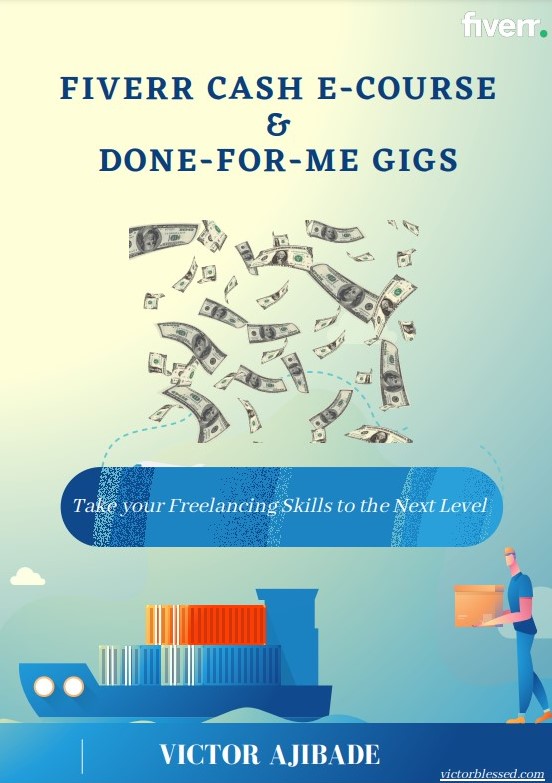 fiverr.
FIVERR CASH E-COURSE
&
DONE-FOR-ME GIGS
Take your Freelancing Skills to the Next Level
VICTOR AJIBADE
victorblessed.com